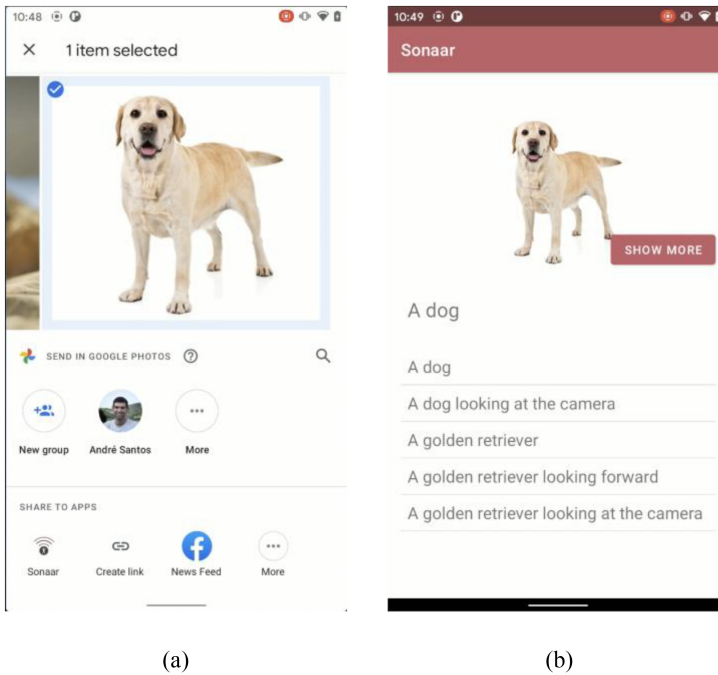 10:48
1 item selected
SEND IN GOOGLE PHOTOS
New group
André Santos
More
SHARE TO APPS
Sonaar
Create link
News Feed
More
(a)
10:49
Sonaar
SHOW MORE
A dog
A dog
A dog looking at the camera
A golden retriever
A golden retriever looking forward
A golden retriever looking at the camera
(b)